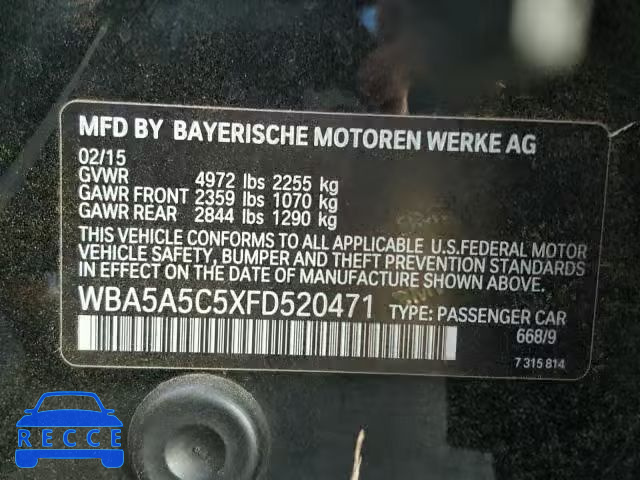 MFD BY BAYERISCHE MOTOREN WERKE AG
02/15
GVWR 4972 lbs 2255 kg
GAWR FRONT 2359 lbs 1070 kg
GAWR REAR 2844 lbs 1290 kg
THIS VEHICLE CONFORMS TO ALL APPLICABLE U.S.FEDERAL MOTOR
VEHICLE SAFETY, BUMPER AND THEFT PREVENTION STANDARDS
IN EFFECT ON THE DATE OF MANUFACTURE SHOWN ABOVE.
WBA5A5C5XFD520471 TYPE: PASSENGER CAR
668/9
7 315 814
RECCE